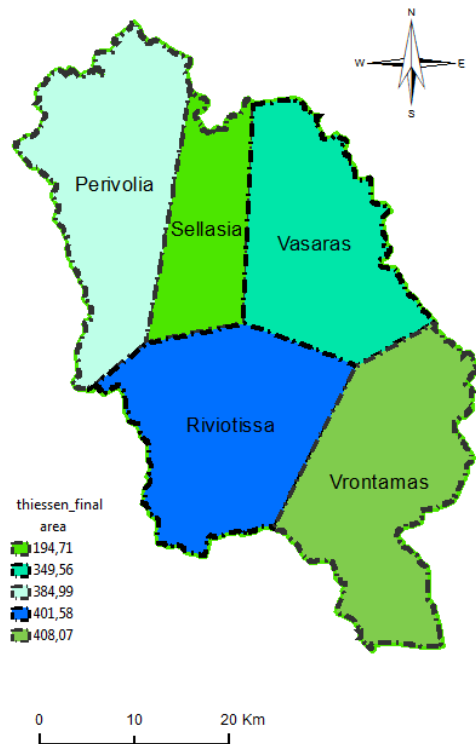 N
W E
S
Perivolia
Sellasia
Vasaras
Riviotissa
Vrontamas
thiessen_final
area
194,71
349,56
384,99
401,58
408,07
0 10 20 Km